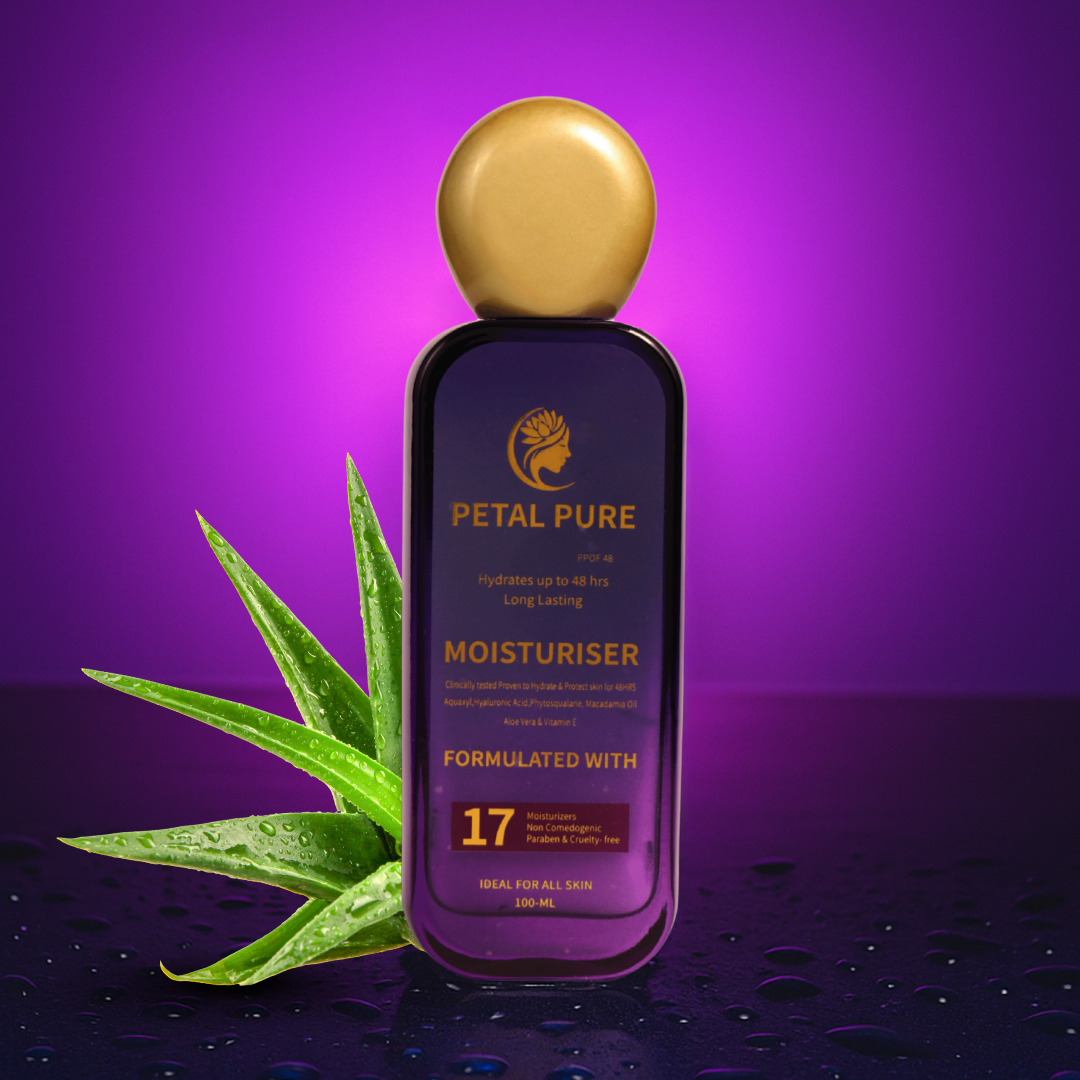 PETAL PURE
PPOF 48
Hydrates up to 48 hrs
Long Lasting
MOISTURISER
Clinically tested Proven to Hydrate & Protect skin for 48HRS
Aquaxyl,Hyaluronic Acid,Phytosqualane, Macadamia Oil
Aloe Vera & Vitamin E
FORMULATED WITH
17
Moisturizers
Non Comedogenic
Paraben & Cruelty- free
IDEAL FOR ALL SKIN
100-ML